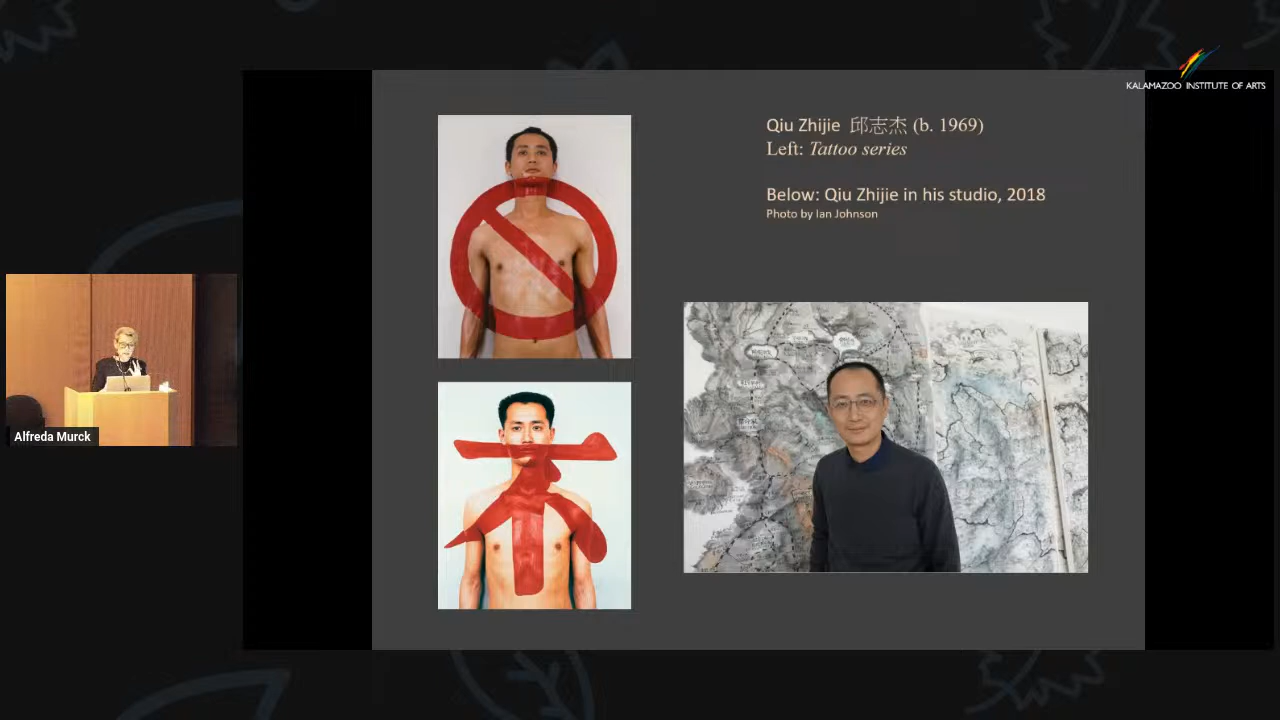 KALAMAZOO INSTITUTE OF ARTS
Qiu Zhijie 邱志杰 (b. 1969)
Left: Tattoo series
Below: Qiu Zhijie in his studio, 2018
Photo by Ian Johnson
不
Alfreda Murck